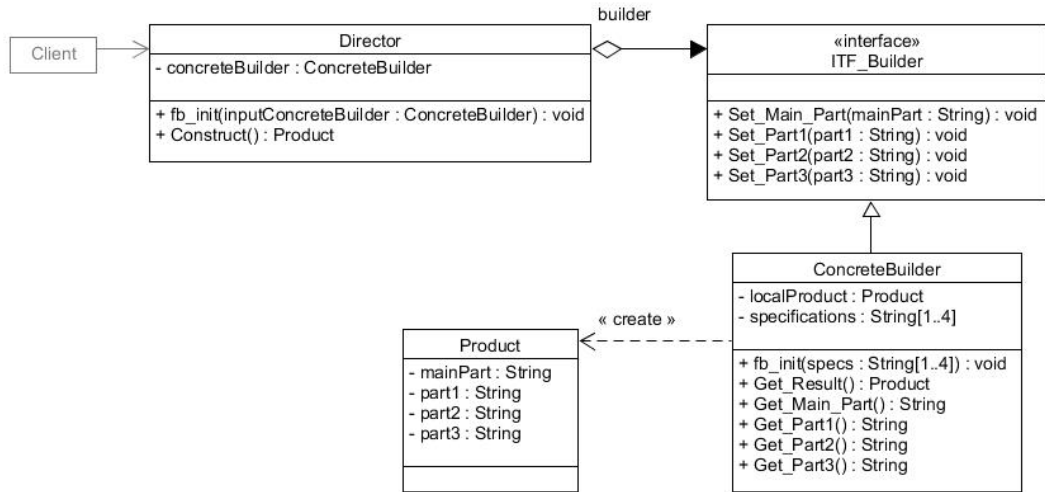 Client
Director
- concreteBuilder : ConcreteBuilder
+ fb_init(inputConcreteBuilder : ConcreteBuilder) : void
+ Construct() : Product
builder
«interface»
ITF_Builder
+ Set_Main_Part(mainPart : String) : void
+ Set_Part1(part1 : String) : void
+ Set_Part2(part2 : String) : void
+ Set_Part3(part3 : String) : void
ConcreteBuilder
- localProduct : Product
- specifications : String[1..4]
+ fb_init(specs : String[1..4]) : void
+ Get_Result() : Product
+ Get_Main_Part() : String
+ Get_Part1() : String
+ Get_Part2() : String
+ Get_Part3() : String
« create »
Product
- mainPart : String
- part1 : String
- part2 : String
- part3 : String